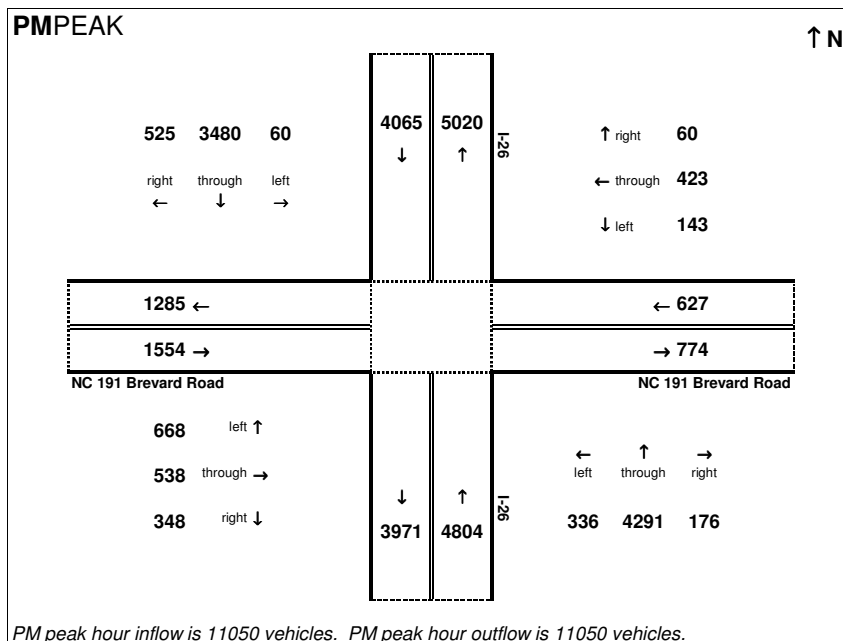 PMPEAK
↑ N
525 3480 60
right through left
← ↓ →
4065 5020
↓ ↑
I-26
↑ right 60
← through 423
↓ left 143
1285 ←
← 627
1554 →
→ 774
NC 191 Brevard Road
NC 191 Brevard Road
668 left ↑
538 through →
348 right ↓
↓ ↑
3971 4804
I-26
← ↑ →
left through right
336 4291 176
PM peak hour inflow is 11050 vehicles. PM peak hour outflow is 11050 vehicles.